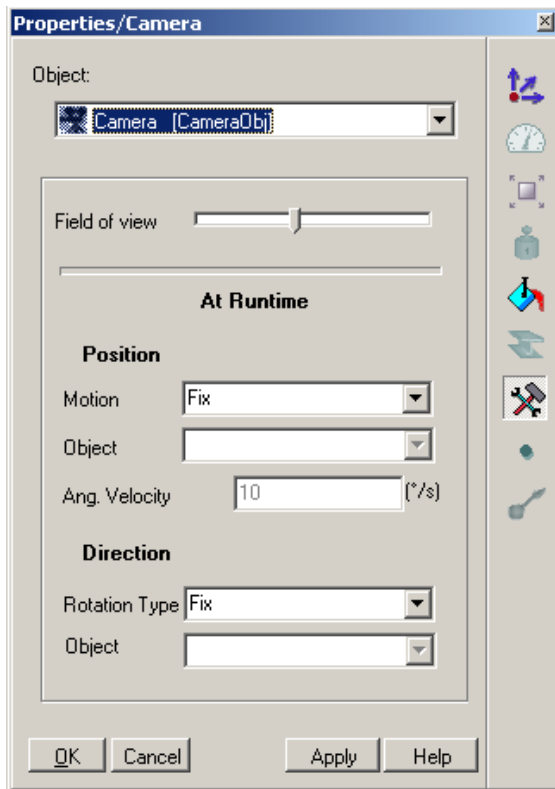 Properties/Camera
Object:
Camera [CameraObj]
Field of view
At Runtime
Position
Motion Fix
Object
Ang. Velocity 10 (°/s)
Direction
Rotation Type Fix
Object
OK Cancel Apply Help